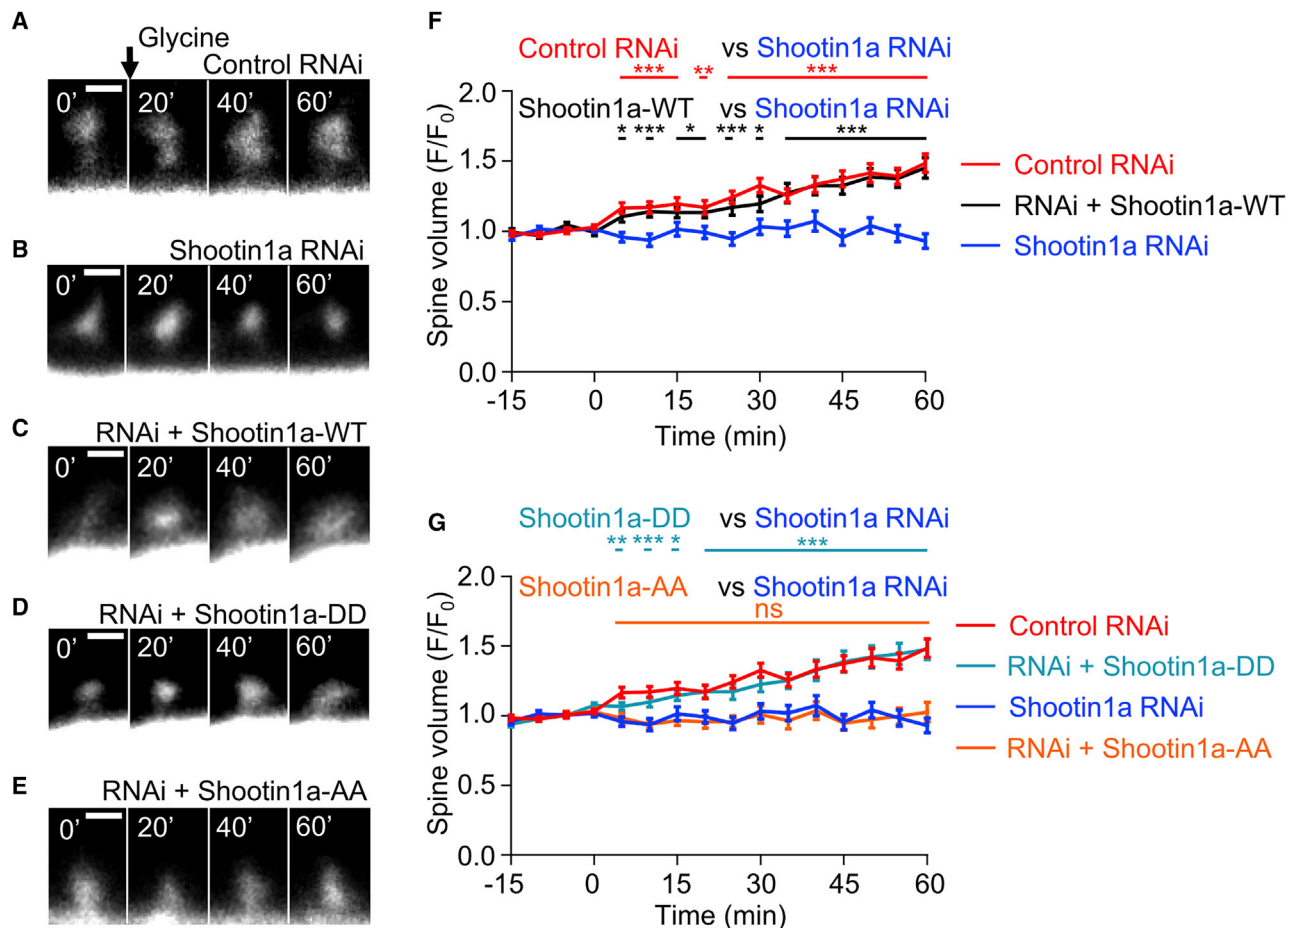 A
Glycine
Control RNAi
0’ 20’ 40’ 60’
B
Shootin1a RNAi
0’ 20’ 40’ 60’
C
RNAi + Shootin1a-WT
0’ 20’ 40’ 60’
D
RNAi + Shootin1a-DD
0’ 20’ 40’ 60’
E
RNAi + Shootin1a-AA
0’ 20’ 40’ 60’
F
Control RNAi vs Shootin1a RNAi
*** ** ***
Shootin1a-WT vs Shootin1a RNAi
* *** * *** * ***
Spine volume (F/F0)
2.0
1.5
1.0
0.5
0.0
-15 0 15 30 45 60
Time (min)
Control RNAi
RNAi + Shootin1a-WT
Shootin1a RNAi
G
Shootin1a-DD vs Shootin1a RNAi
** *** * ***
Shootin1a-AA vs Shootin1a RNAi
ns
Spine volume (F/F0)
2.0
1.5
1.0
0.5
0.0
-15 0 15 30 45 60
Time (min)
Control RNAi
RNAi + Shootin1a-DD
Shootin1a RNAi
RNAi + Shootin1a-AA